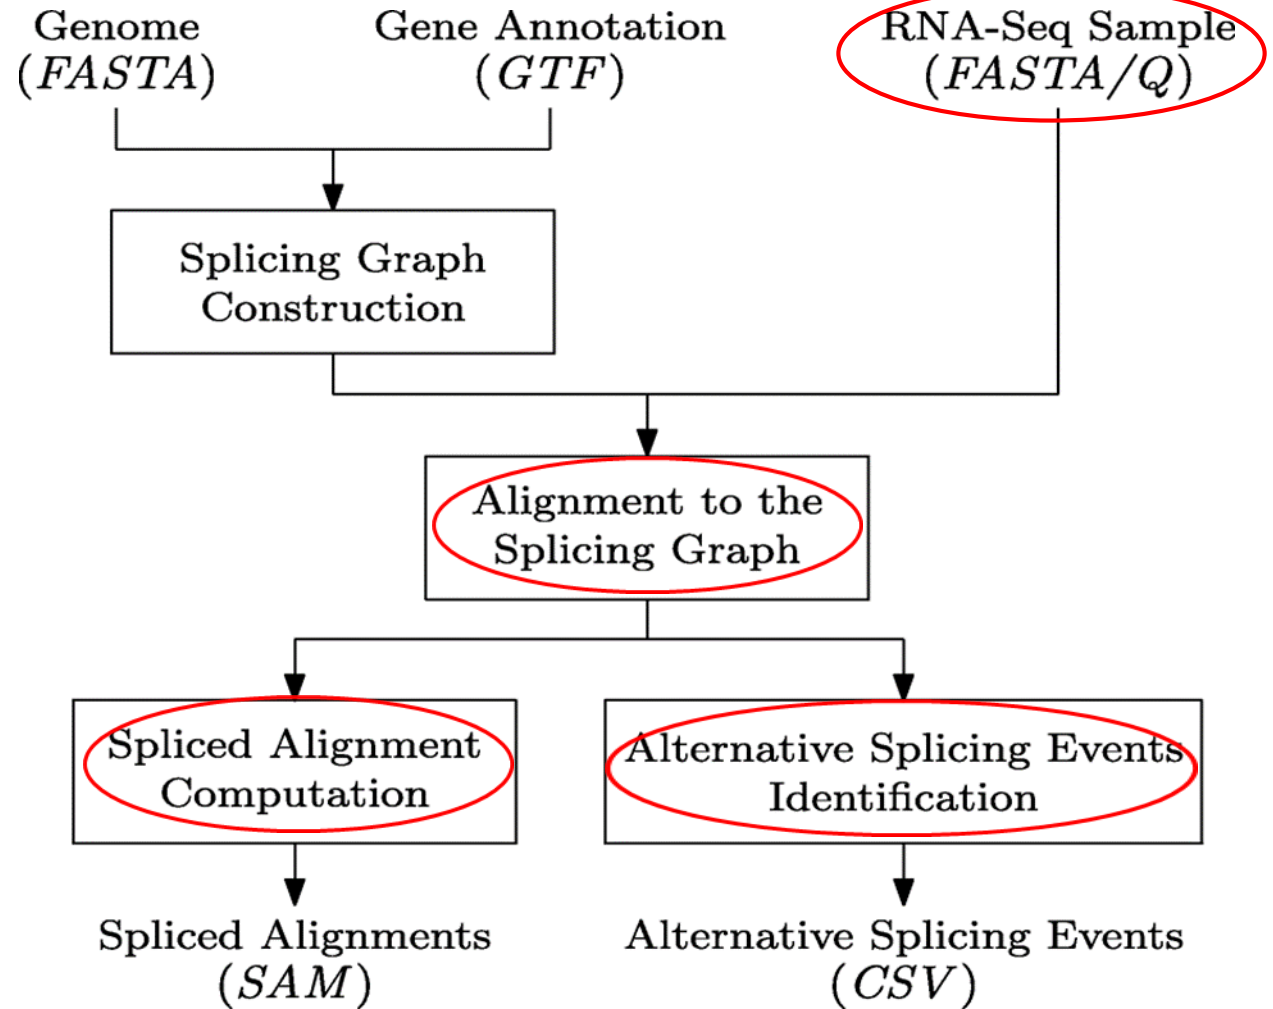 Genome
(FASTA)
Gene Annotation
(GTF)
RNA-Seq Sample
(FASTA/Q)
Splicing Graph
Construction
Alignment to the
Splicing Graph
Spliced Alignment
Computation
Alternative Splicing Events
Identification
Spliced Alignments
(SAM)
Alternative Splicing Events
(CSV)